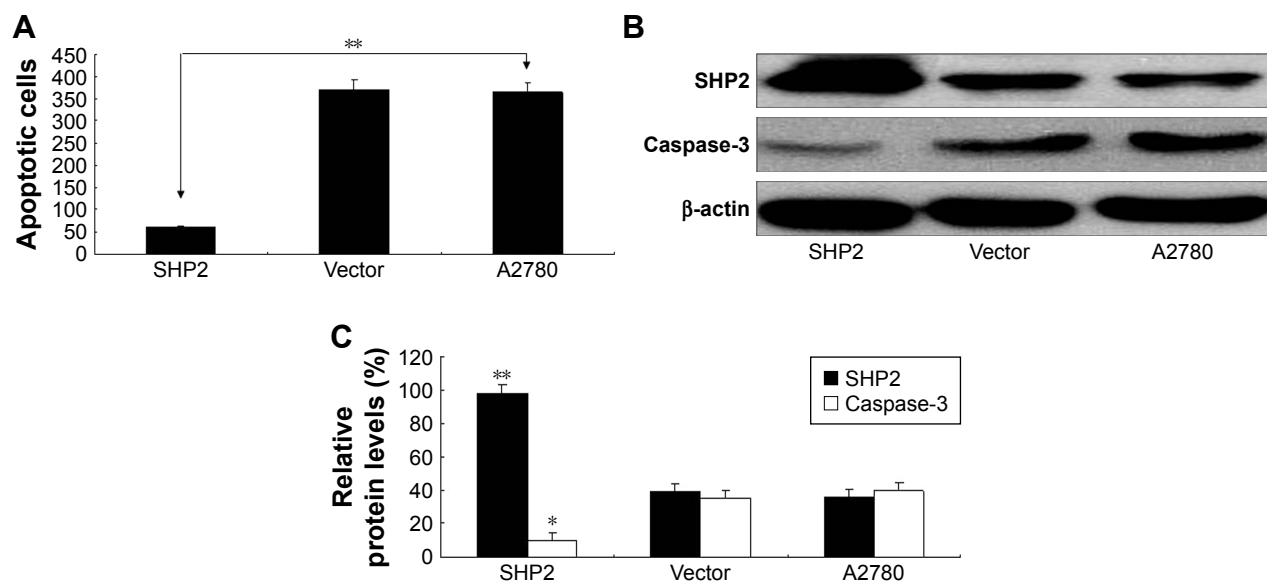 A
Apoptotic cells
450
400
350
300
250
200
150
100
50
0
**
SHP2 Vector A2780
B
SHP2
Caspase-3
β-actin
SHP2 Vector A2780
C
Relative
protein levels (%)
120
100
80
60
40
20
0
**
*
SHP2
Caspase-3
SHP2 Vector A2780